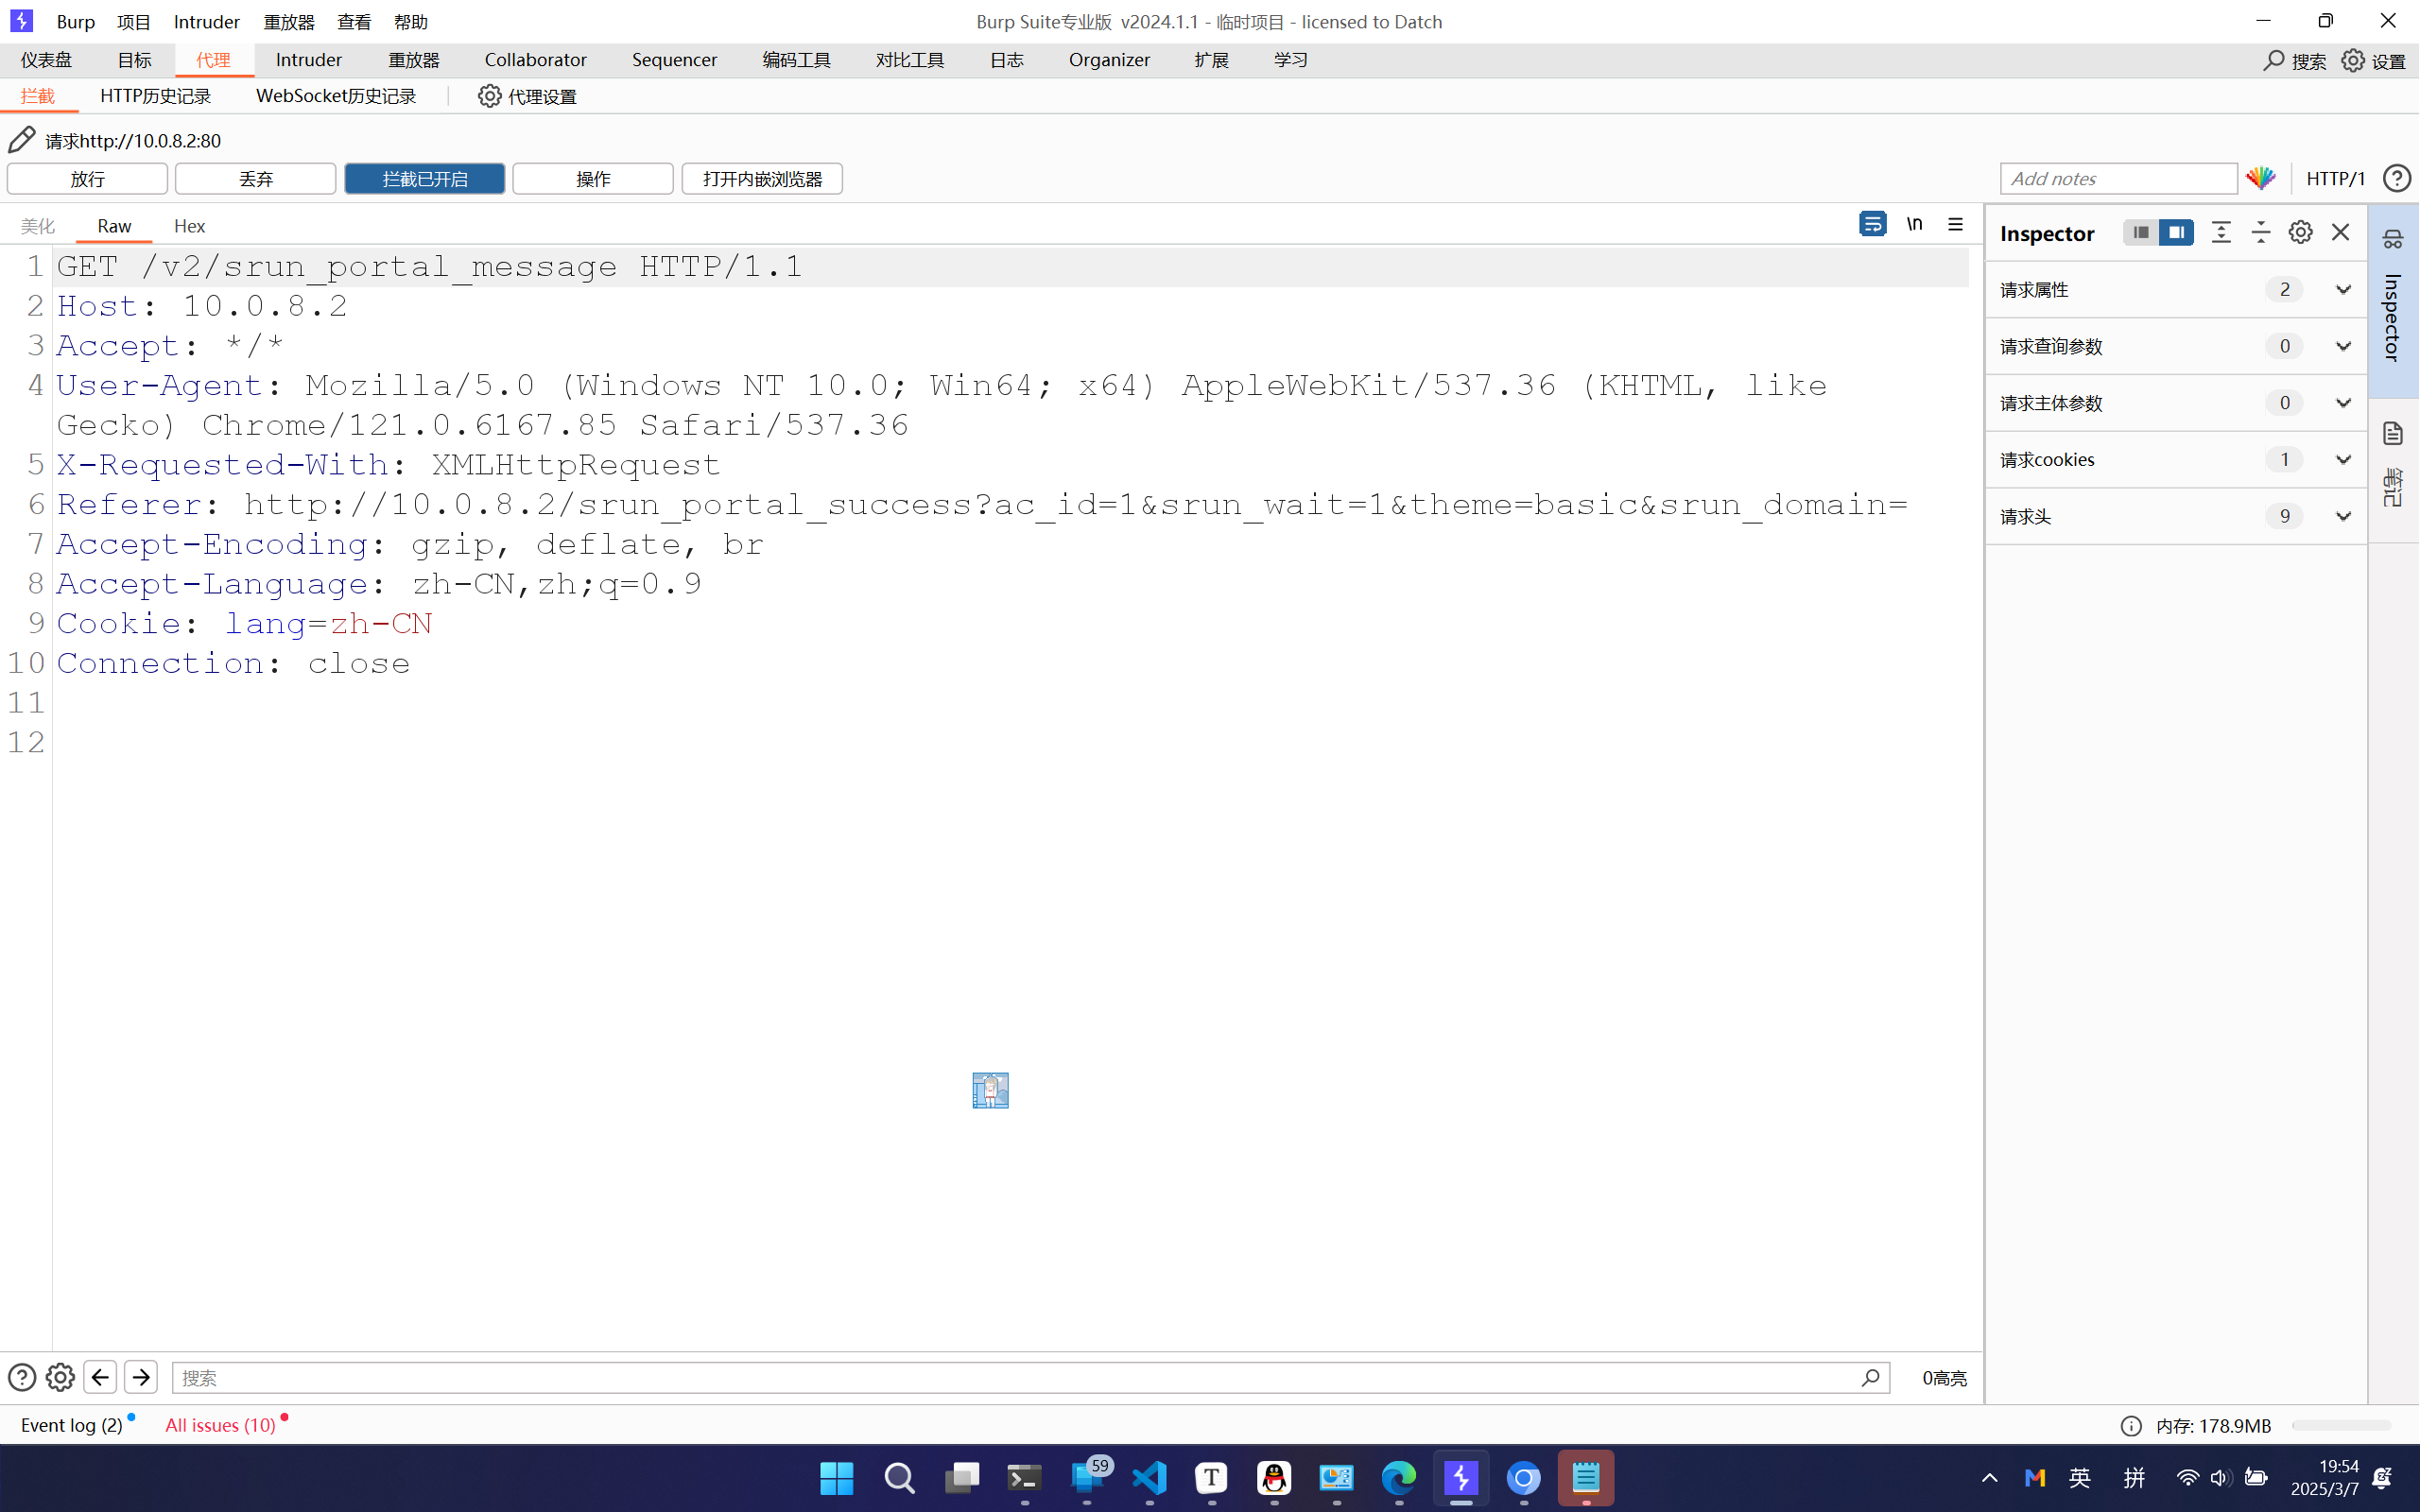 Burp 项目 Intruder 重放器 查看 帮助 Burp Suite专业版 v2024.1.1 - 临时项目 - licensed to Datch
仪表盘 目标 代理 Intruder 重放器 Collaborator Sequencer 编码工具 对比工具 日志 Organizer 扩展 学习 搜索 设置
拦截 HTTP历史记录 WebSocket历史记录 代理设置
请求http://10.0.8.2:80
放行 丢弃 拦截已开启 操作 打开内嵌浏览器 Add notes HTTP/1
美化 Raw Hex \n
1 GET /v2/srun_portal_message HTTP/1.1
2 Host: 10.0.8.2
3 Accept: */*
4 User-Agent: Mozilla/5.0 (Windows NT 10.0; Win64; x64) AppleWebKit/537.36 (KHTML, like
Gecko) Chrome/121.0.6167.85 Safari/537.36
5 X-Requested-With: XMLHttpRequest
6 Referer: http://10.0.8.2/srun_portal_success?ac_id=1&srun_wait=1&theme=basic&srun_domain=
7 Accept-Encoding: gzip, deflate, br
8 Accept-Language: zh-CN,zh;q=0.9
9 Cookie: lang=zh-CN
10 Connection: close
11
12
Inspector
请求属性 2
请求查询参数 0
请求主体参数 0
请求cookies 1
请求头 9
Inspector
笔记
搜索 0高亮
Event log (2) All issues (10) 内存: 178.9MB
59
T
英 拼
19:54
2025/3/7